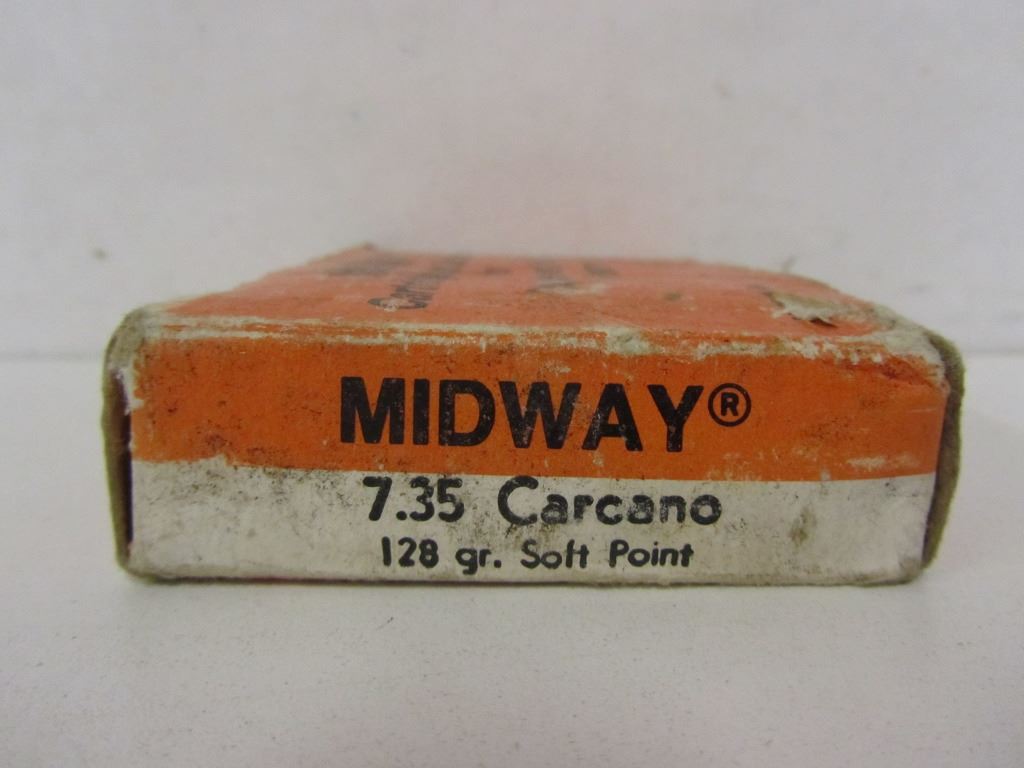 MIDWAY®
7.35 Carcano
128 gr. Soft Point